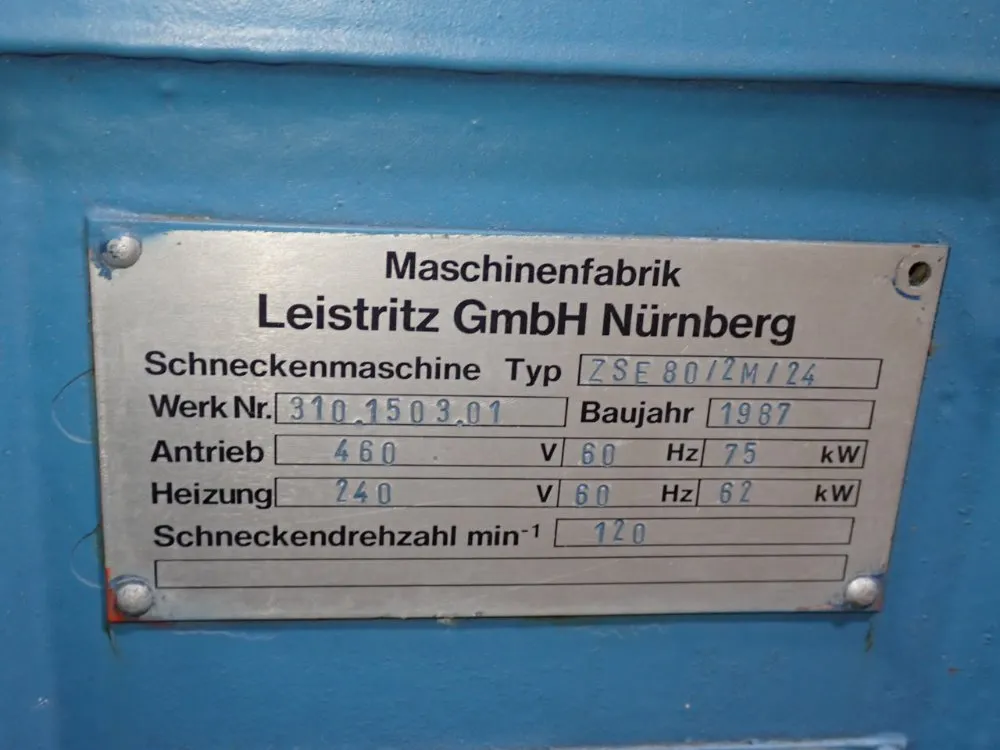 Maschinenfabrik
Leistritz GmbH Nürnberg
Schneckenmaschine Typ ZSE 80/2M/24
Werk Nr. 310.1503.01 Baujahr 1987
Antrieb 460 V 60 Hz 75 kW
Heizung 240 V 60 Hz 62 kW
Schneckendrehzahl min-1 120